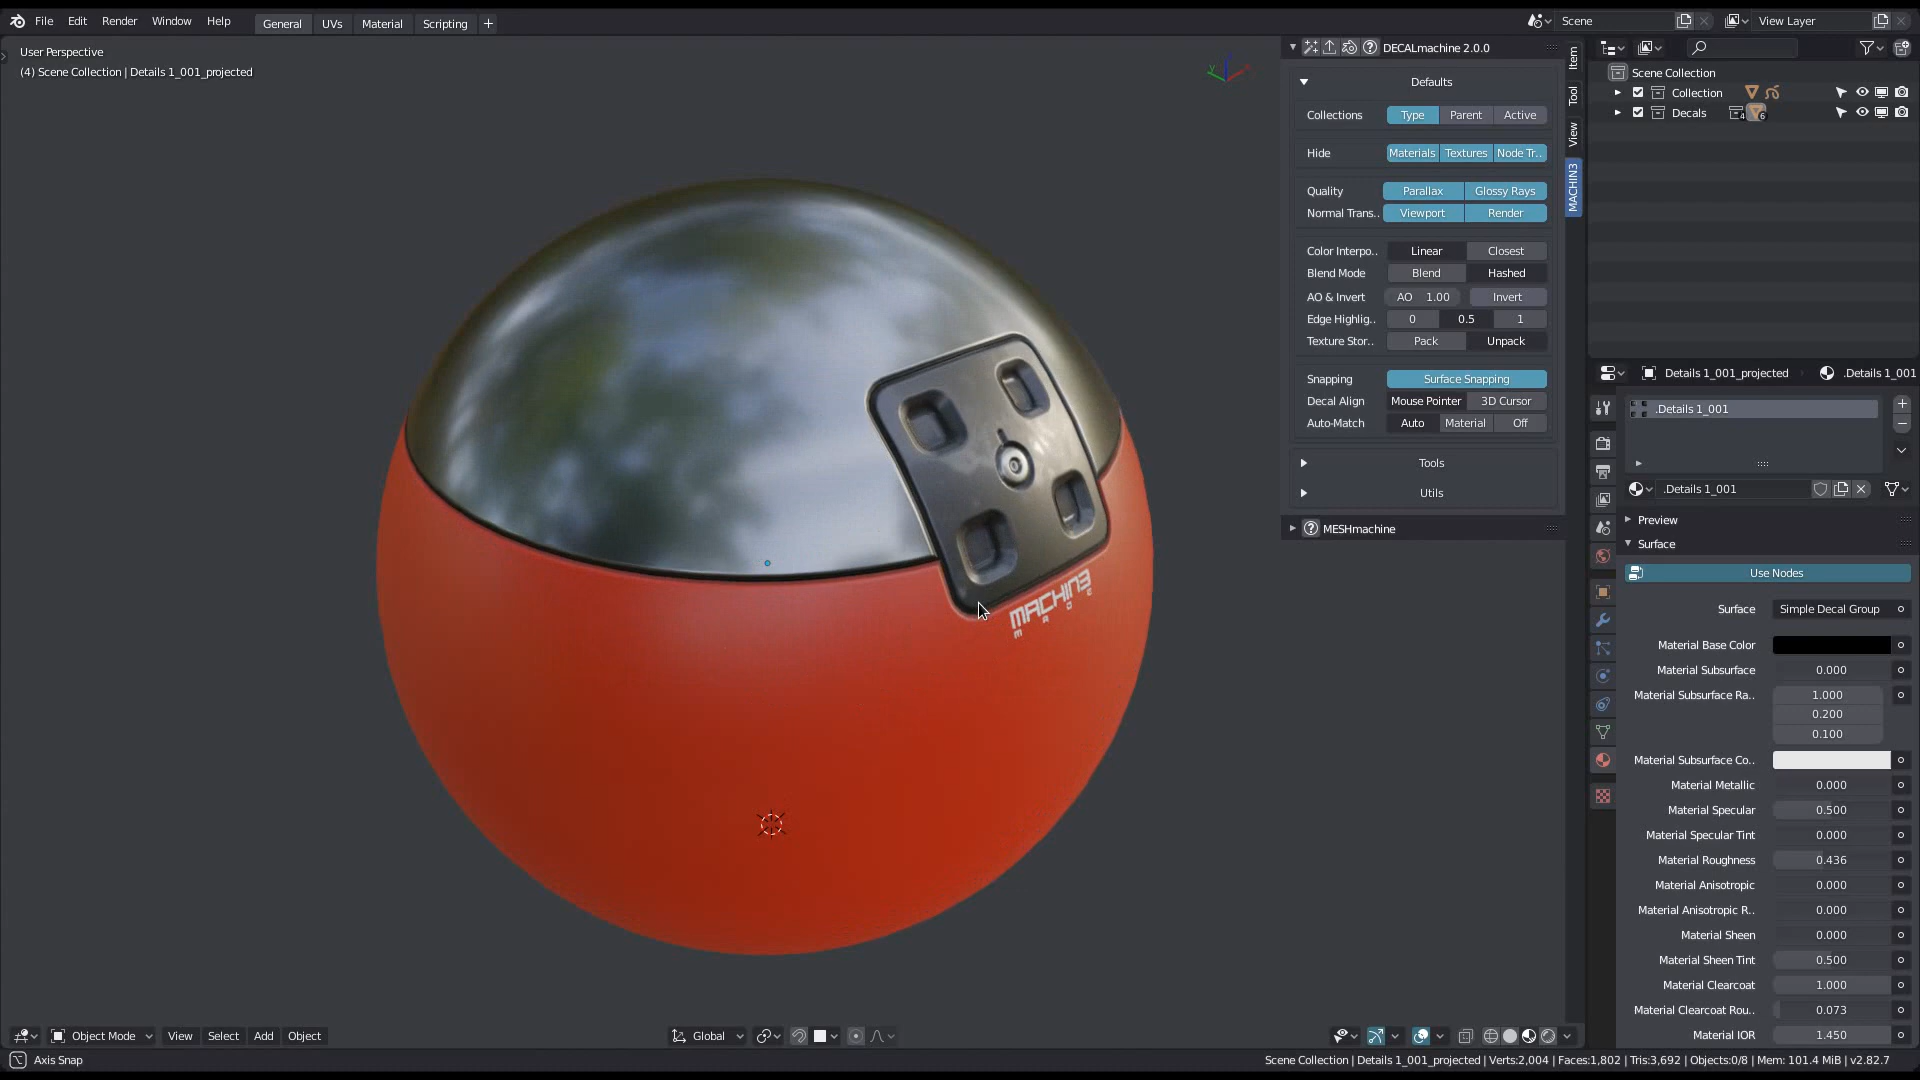 File Edit Render Window Help General UVs Material Scripting + Scene View Layer
User Perspective
(4) Scene Collection | Details 1_001_projected
DECALmachine 2.0.0
Defaults
Collections Type Parent Active
Hide Materials Textures Node Tr..
Quality Parallax Glossy Rays
Normal Trans.. Viewport Render
Color Interpo.. Linear Closest
Blend Mode Blend Hashed
AO & Invert AO 1.00 Invert
Edge Highlig.. 0 0.5 1
Texture Stor.. Pack Unpack
Snapping Surface Snapping
Decal Align Mouse Pointer 3D Cursor
Auto-Match Auto Material Off
Tools
Utils
MESHmachine
Item
Tool
View
MACHIN3
Scene Collection
Collection
Decals 4 6
Details 1_001_projected .Details 1_001
.Details 1_001
.Details 1_001
Preview
Surface
Use Nodes
Surface Simple Decal Group
Material Base Color
Material Subsurface 0.000
Material Subsurface Ra.. 1.000
0.200
0.100
Material Subsurface Co..
Material Metallic 0.000
Material Specular 0.500
Material Specular Tint 0.000
Material Roughness 0.436
Material Anisotropic 0.000
Material Anisotropic R.. 0.000
Material Sheen 0.000
Material Sheen Tint 0.500
Material Clearcoat 1.000
Material Clearcoat Rou.. 0.073
Material IOR 1.450
MACHIN3
Object Mode View Select Add Object Global
Axis Snap
Scene Collection | Details 1_001_projected | Verts:2,004 | Faces:1,802 | Tris:3,692 | Objects:0/8 | Mem: 101.4 MiB | v2.82.7